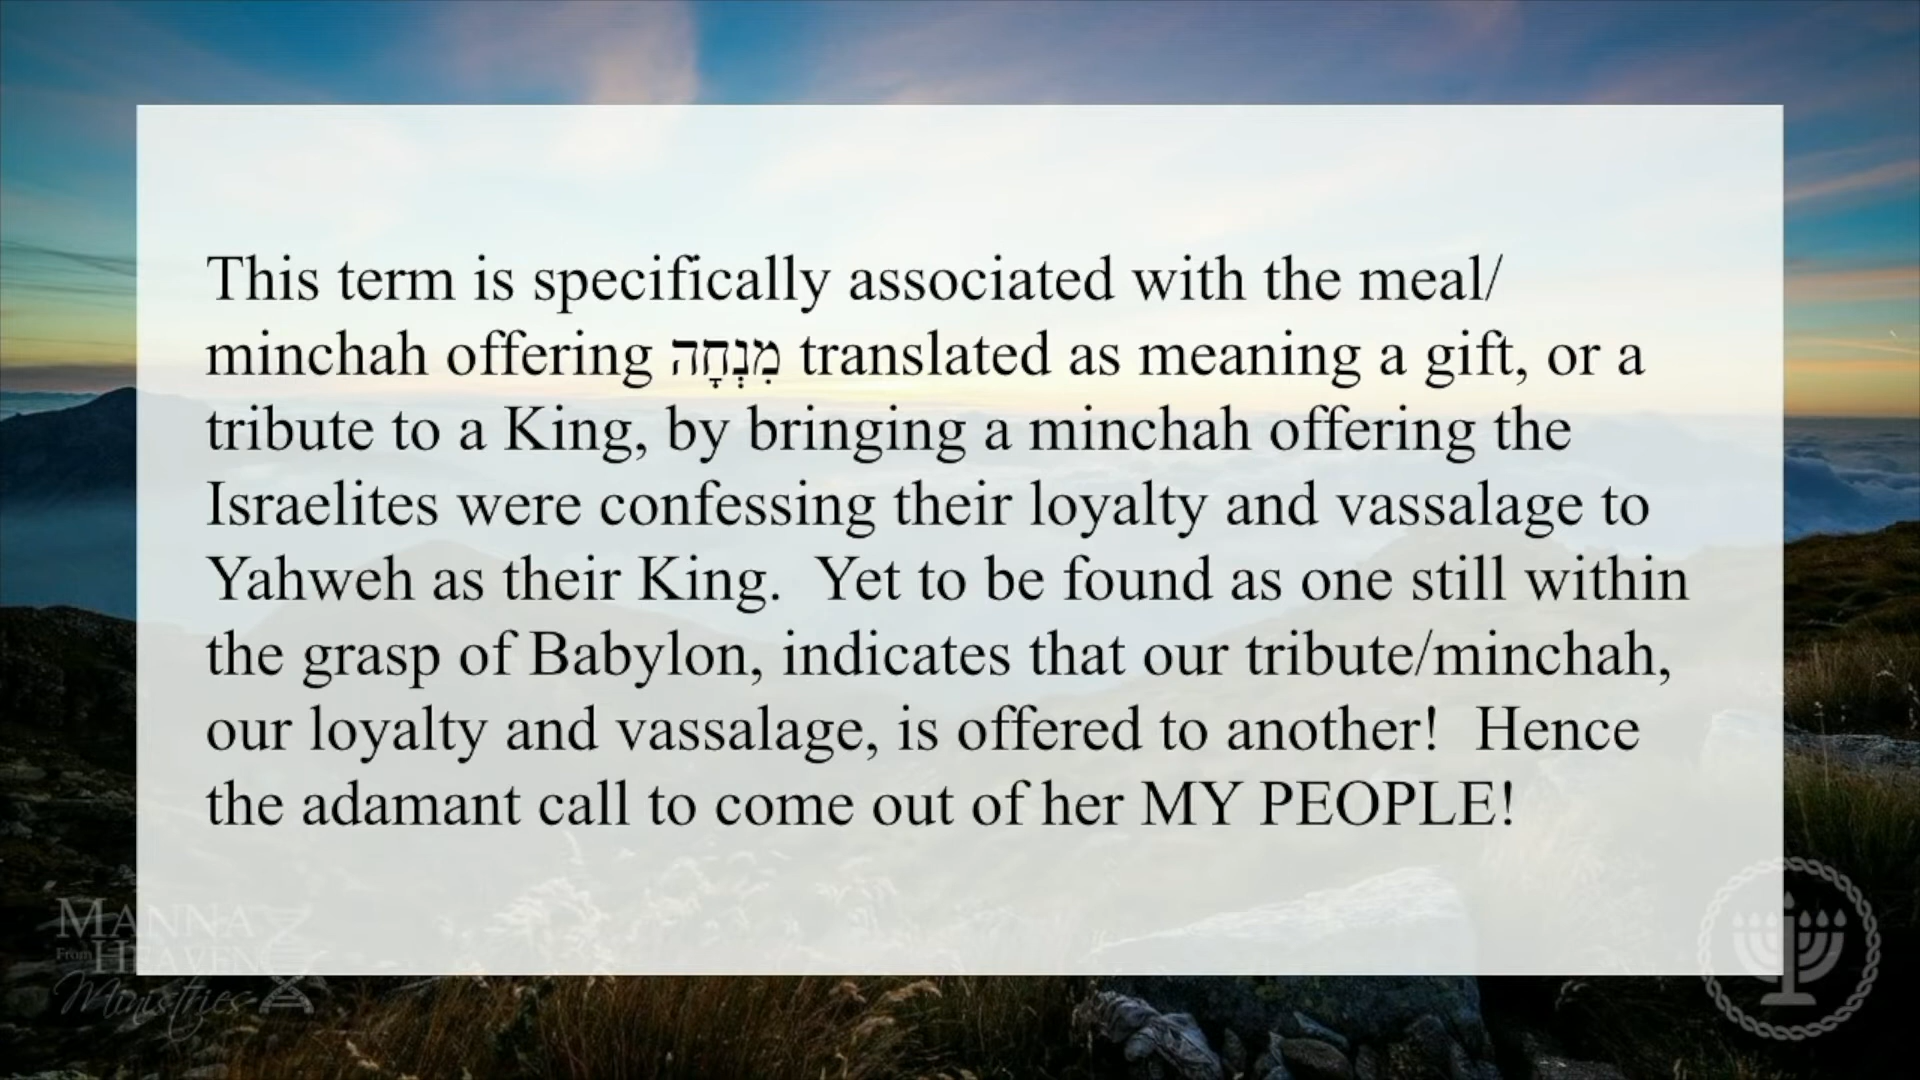 This term is specifically associated with the meal/
minchah offering מִנְחָה translated as meaning a gift, or a
tribute to a King, by bringing a minchah offering the
Israelites were confessing their loyalty and vassalage to
Yahweh as their King.  Yet to be found as one still within
the grasp of Babylon, indicates that our tribute/minchah,
our loyalty and vassalage, is offered to another!  Hence
the adamant call to come out of her MY PEOPLE!
MANNA
From HEAVEN
Ministries